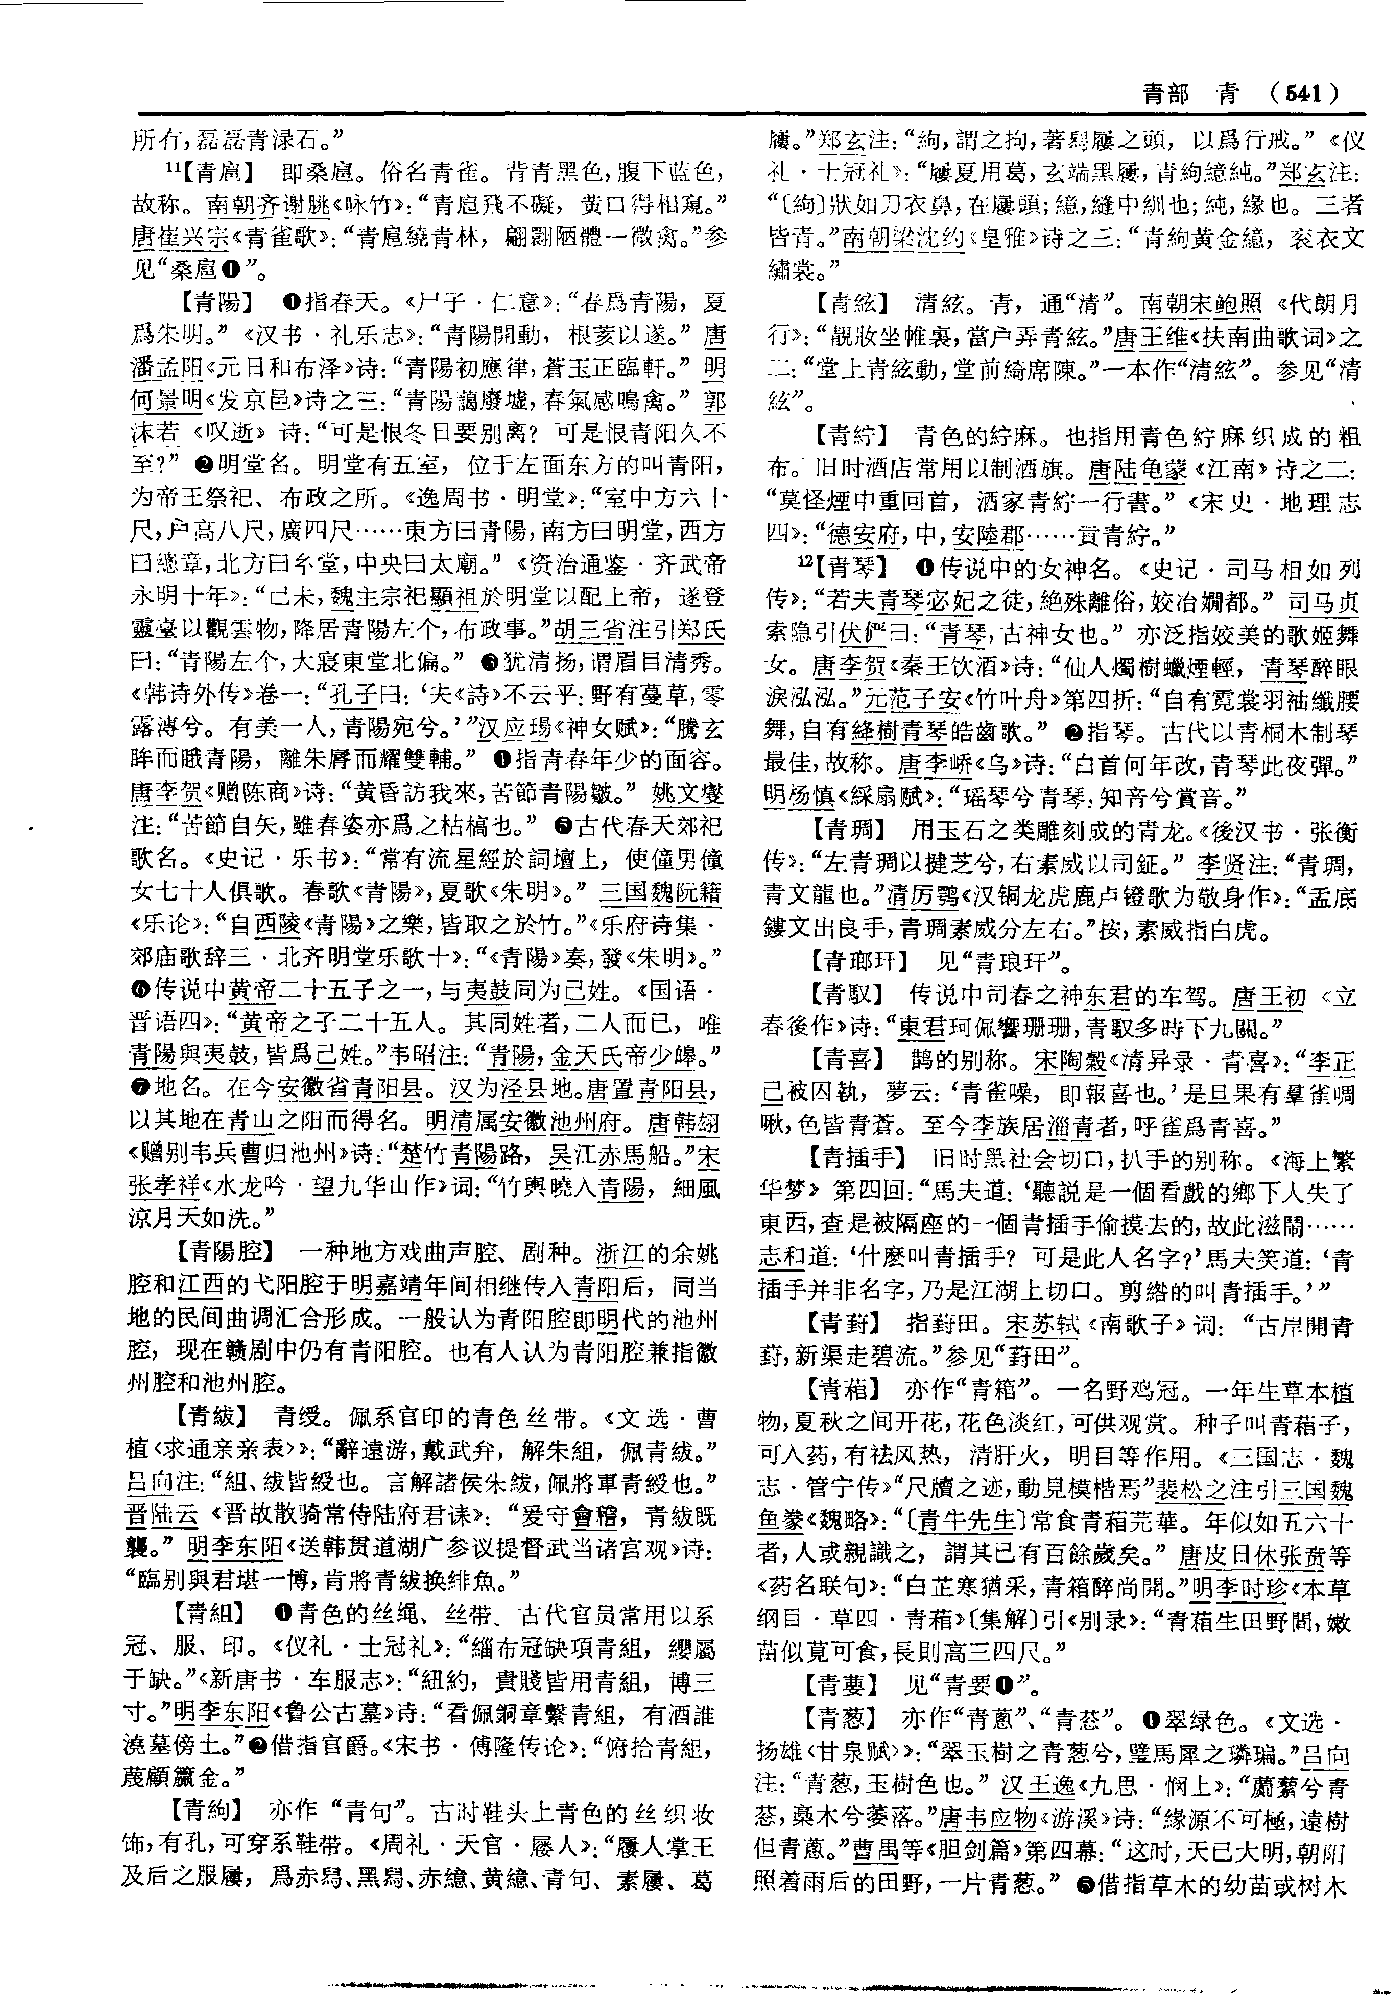 青部　青　（541）
所有，磊磊青渌石。”
11【青扈】　即桑扈。俗名青雀。背青黑色，腹下蓝色，
故称。南朝齐谢朓《咏竹》：“青扈飛不礙，黄口得相窺。”
唐崔兴宗《青雀歌》：“青扈繞青林，翩翾陋體一微禽。”参
见“桑扈❶”。
【青陽】　❶指春天。《尸子·仁意》：“春爲青陽，夏
爲朱明。”《汉书·礼乐志》：“青陽開動，根荄以遂。”唐
潘孟阳《元日和布泽》诗：“青陽初應律，蒼玉正臨軒。”明
何景明《发京邑》诗之三：“青陽藹廢墟，春氣感鳴禽。”郭
沫若《叹逝》诗：“可是恨冬日要别离？可是恨青阳久不
至？”❷明堂名。明堂有五室，位于左面东方的叫青阳，
为帝王祭祀、布政之所。《逸周书·明堂》：“室中方六十
尺，户高八尺，廣四尺……東方曰青陽，南方曰明堂，西方
曰總章，北方曰玄堂，中央曰太廟。”《资治通鉴·齐武帝
永明十年》：“己未，魏主宗祀顯祖於明堂以配上帝，遂登
靈臺以觀雲物，降居青陽左个，布政事。”胡三省注引郑氏
曰：“青陽左个，大寢東堂北偏。”❸犹清扬，谓眉目清秀。
《韩诗外传》卷一：“孔子曰：‘夫《詩》不云乎：野有蔓草，零
露漙兮。有美一人，青陽宛兮。’”汉应玚《神女赋》：“騰玄
眸而睋青陽，離朱脣而耀雙輔。”❹指青春年少的面容。
唐李贺《赠陈商》诗：“黄昏訪我來，苦節青陽皺。”姚文燮
注：“苦節自矢，雖春姿亦爲之枯槁也。”❺古代春天郊祀
歌名。《史记·乐书》：“常有流星經於祠壇上，使僮男僮
女七十人俱歌。春歌《青陽》，夏歌《朱明》。”三国魏阮籍
《乐论》：“自西陵《青陽》之樂，皆取之於竹。”《乐府诗集·
郊庙歌辞三·北齐明堂乐歌十》：“《青陽》奏，發《朱明》。”
❻传说中黄帝二十五子之一，与夷鼓同为己姓。《国语·
晋语四》：“黄帝之子二十五人。其同姓者，二人而已，唯
青陽與夷鼓，皆爲己姓。”韦昭注：“青陽，金天氏帝少皞。”
❼地名。在今安徽省青阳县。汉为泾县地。唐置青阳县，
以其地在青山之阳而得名。明清属安徽池州府。唐韩翃
《赠别韦兵曹归池州》诗：“楚竹青陽路，吴江赤馬船。”宋
张孝祥《水龙吟·望九华山作》词：“竹輿曉入青陽，細風
涼月天如洗。”
【青陽腔】　一种地方戏曲声腔、剧种。浙江的余姚
腔和江西的弋阳腔于明嘉靖年间相继传入青阳后，同当
地的民间曲调汇合形成。一般认为青阳腔即明代的池州
腔，现在赣剧中仍有青阳腔。也有人认为青阳腔兼指徽
州腔和池州腔。
【青紱】　青绶。佩系官印的青色丝带。《文选·曹
植〈求通亲亲表〉》：“辭遠游，戴武弁，解朱組，佩青紱。”
吕向注：“組、紱皆綬也。言解諸侯朱紱，佩將軍青綬也。”
晋陆云《晋故散骑常侍陆府君诔》：“爰守會稽，青紱既
襲。”明李东阳《送韩贯道湖广参议提督武当诸宫观》诗：
“臨别與君堪一博，肯將青紱换緋魚。”
【青組】　❶青色的丝绳、丝带。古代官员常用以系
冠、服、印。《仪礼·士冠礼》：“緇布冠缺項青組，纓屬
于缺。”《新唐书·车服志》：“紐約，貴賤皆用青組，博三
寸。”明李东阳《鲁公古墓》诗：“看佩銅章繫青組，有酒誰
澆墓傍土。”❷借指官爵。《宋书·傅隆传论》：“俯拾青組，
蔑顧籝金。”
【青絇】　亦作“青句”。古时鞋头上青色的丝织妆
饰，有孔，可穿系鞋带。《周礼·天官·屦人》：“屨人掌王
及后之服屨，爲赤舄、黑舄、赤繶、黄繶、青句、素屨、葛
屨。”郑玄注：“絇，謂之拘，著舄屨之頭，以爲行戒。”《仪
礼·士冠礼》：“屨夏用葛，玄端黑屨，青絇繶純。”郑玄注：
“〔絇〕狀如刀衣鼻，在屨頭；繶，縫中紃也；純，緣也。三者
皆青。”南朝梁沈约《皇雅》诗之三：“青絇黄金繶，衮衣文
繡裳。”
【青絃】　清絃。青，通“清”。南朝宋鲍照《代朗月
行》：“靚妝坐帷裏，當户弄青絃。”唐王维《扶南曲歌词》之
二：“堂上青絃動，堂前綺席陳。”一本作“清絃”。参见“清
絃”。
【青紵】　青色的紵麻。也指用青色紵麻织成的粗
布。旧时酒店常用以制酒旗。唐陆龟蒙《江南》诗之二：
“莫怪煙中重回首，酒家青紵一行書。”《宋史·地理志
四》：“德安府，中，安陸郡……貢青紵。”
12【青琴】　❶传说中的女神名。《史记·司马相如列
传》：“若夫青琴宓妃之徒，絶殊離俗，姣冶嫺都。”司马贞
索隐引伏俨曰：“青琴，古神女也。”亦泛指姣美的歌姬舞
女。唐李贺《秦王饮酒》诗：“仙人燭樹蠟煙輕，青琴醉眼
淚泓泓。”元范子安《竹叶舟》第四折：“自有霓裳羽袖纖腰
舞，自有絳樹青琴皓齒歌。”❷指琴。古代以青桐木制琴
最佳，故称。唐李峤《乌》诗：“白首何年改，青琴此夜彈。”
明杨慎《綵扇赋》：“瑶琴兮青琴，知音兮賞音。”
【青琱】　用玉石之类雕刻成的青龙。《後汉书·张衡
传》：“左青琱以揵芝兮，右素威以司鉦。”李贤注：“青琱，
青文龍也。”清厉鹗《汉铜龙虎鹿卢镫歌为敬身作》：“盂底
鏤文出良手，青琱素威分左右。”按，素威指白虎。
【青瑯玕】　见“青琅玕”。
【青馭】　传说中司春之神东君的车驾。唐王初《立
春後作》诗：“東君珂佩響珊珊，青馭多時下九關。”
【青喜】　鹊的别称。宋陶穀《清异录·青喜》：“李正
己被囚執，夢云：‘青雀噪，即報喜也。’是旦果有羣雀啁
啾，色皆青蒼。至今李族居淄青者，呼雀爲青喜。”
【青插手】　旧时黑社会切口，扒手的别称。《海上繁
华梦》第四回：“馬夫道：‘聽説是一個看戲的鄉下人失了
東西，查是被隔座的一個青插手偷摸去的，故此滋鬧……
志和道：‘什麽叫青插手？可是此人名字？’馬夫笑道：‘青
插手并非名字，乃是江湖上切口。剪綹的叫青插手。’”
【青葑】　指葑田。宋苏轼《南歌子》词：“古岸開青
葑，新渠走碧流。”参见“葑田”。
【青葙】　亦作“青箱”。一名野鸡冠。一年生草本植
物，夏秋之间开花，花色淡红，可供观赏。种子叫青葙子，
可入药，有祛风热，清肝火，明目等作用。《三国志·魏
志·管宁传》“尺牘之迹，動見模楷焉”裴松之注引三国魏
鱼豢《魏略》：“〔青牛先生〕常食青葙芫華。年似如五六十
者，人或親識之，謂其已有百餘歲矣。”唐皮日休张贲等
《药名联句》：“白芷寒猶采，青箱醉尚開。”明李时珍《本草
纲目·草四·青葙》〔集解〕引《别录》：“青葙生田野間，嫩
苗似莧可食，長則高三四尺。”
【青葽】　见“青要❶”。
【青葱】　亦作“青蔥”、“青苍”。❶翠绿色。《文选·
扬雄〈甘泉赋〉》：“翠玉樹之青葱兮，璧馬犀之瞵㻞。”吕向
注：“青葱，玉樹色也。”汉王逸《九思·悯上》：“藑蘻兮青
葱，槀木兮萎落。”唐韦应物《游溪》诗：“緣源不可極，遠樹
但青蔥。”曹禺等《胆剑篇》第四幕：“这时，天已大明，朝阳
照着雨后的田野，一片青葱。”❷借指草木的幼苗或树木